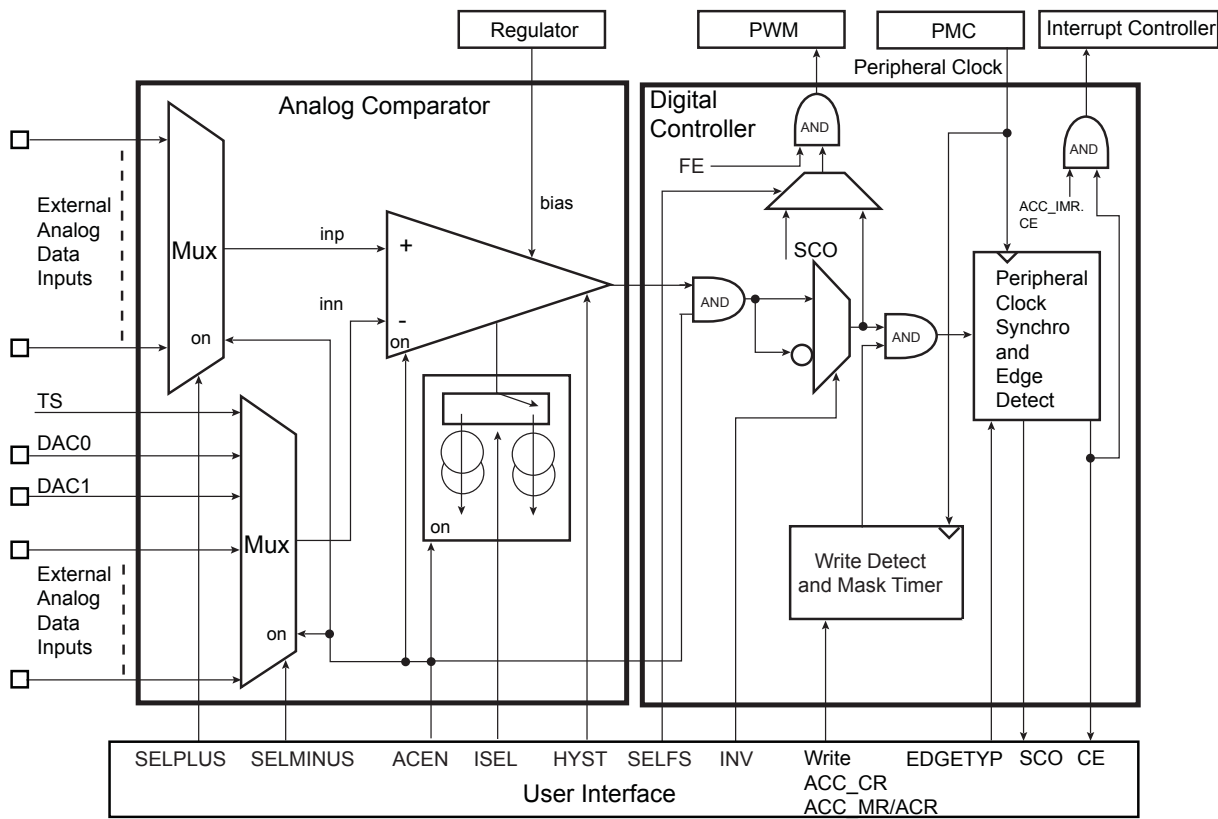 Regulator
PWM
PMC
Interrupt Controller
Peripheral Clock
Analog Comparator
Digital
Controller
AND
AND
FE
ACC_IMR.
CE
External
Analog
Data
Inputs
Mux
on
inp
inn
bias
+
-
on
SCO
AND
AND
Peripheral
Clock
Synchro
and
Edge
Detect
TS
DAC0
DAC1
Mux
on
External
Analog
Data
Inputs
on
Write Detect
and Mask Timer
SELPLUS
SELMINUS
ACEN
ISEL
HYST
SELFS
INV
Write
ACC_CR
ACC_MR/ACR
EDGETYP
SCO
CE
User Interface